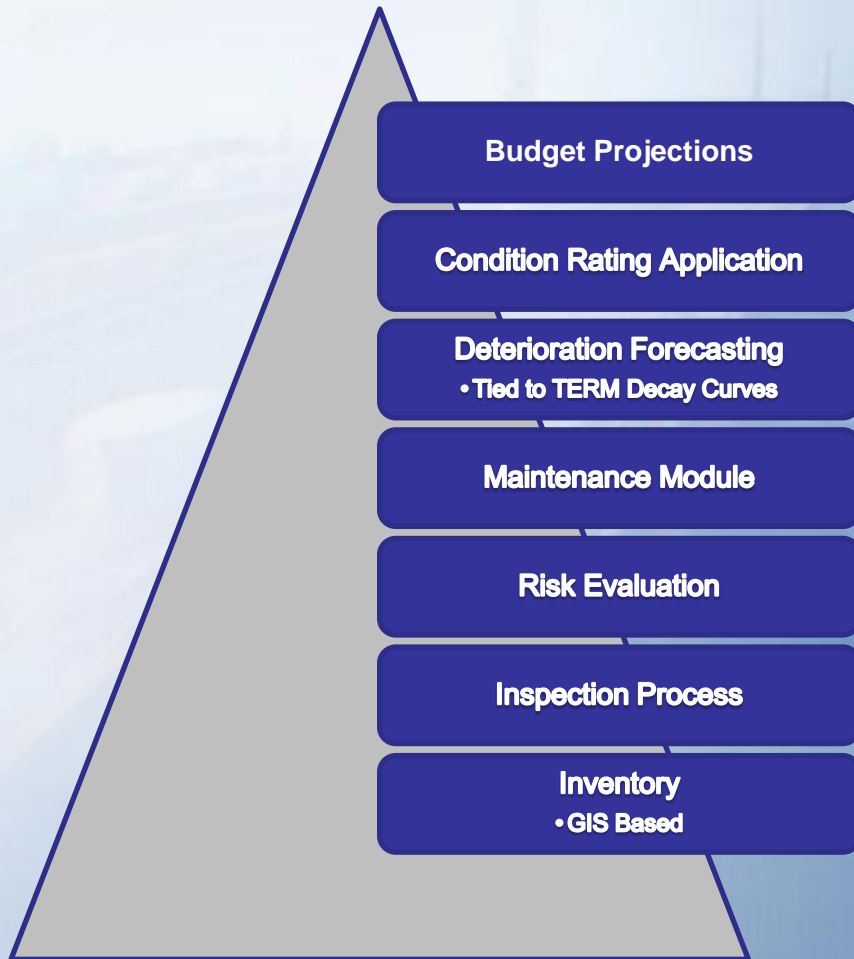 Budget Projections
Condition Rating Application
Deterioration Forecasting
• Tied to TERM Decay Curves
Maintenance Module
Risk Evaluation
Inspection Process
Inventory
• GIS Based